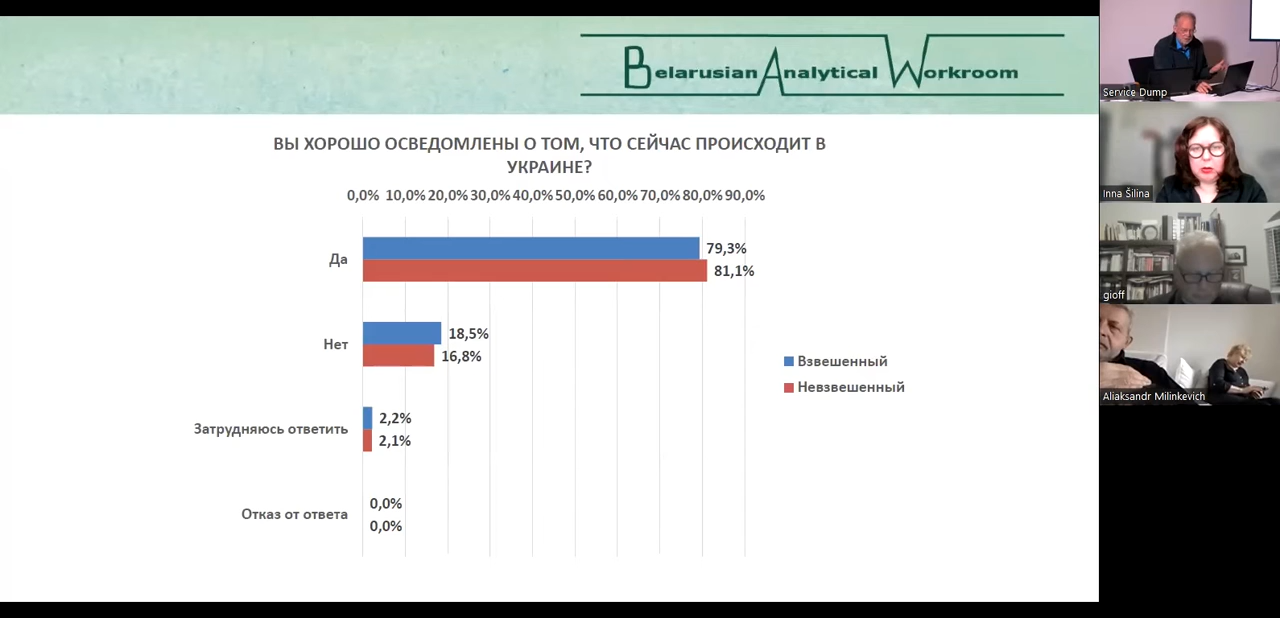 Belarusian Analytical Workroom
ВЫ ХОРОШО ОСВЕДОМЛЕНЫ О ТОМ, ЧТО СЕЙЧАС ПРОИСХОДИТ В
УКРАИНЕ?
0,0% 10,0% 20,0% 30,0% 40,0% 50,0% 60,0% 70,0% 80,0% 90,0%
Да
79,3%
81,1%
Нет
18,5%
16,8%
Затрудняюсь ответить
2,2%
2,1%
Отказ от ответа
0,0%
0,0%
Взвешенный
Невзвешенный
Service Dump
Inna Šilina
gioff
Aliaksandr Milinkevich